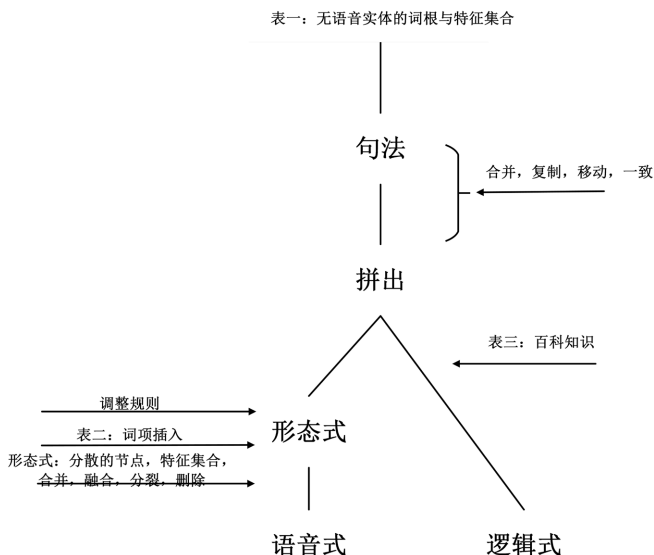 表一：无语音实体的词根与特征集合
句法
合并，复制，移动，一致
拼出
表三：百科知识
调整规则
表二：词项插入
形态式
形态式：分散的节点，特征集合，
合并，融合，分裂，删除
语音式
逻辑式